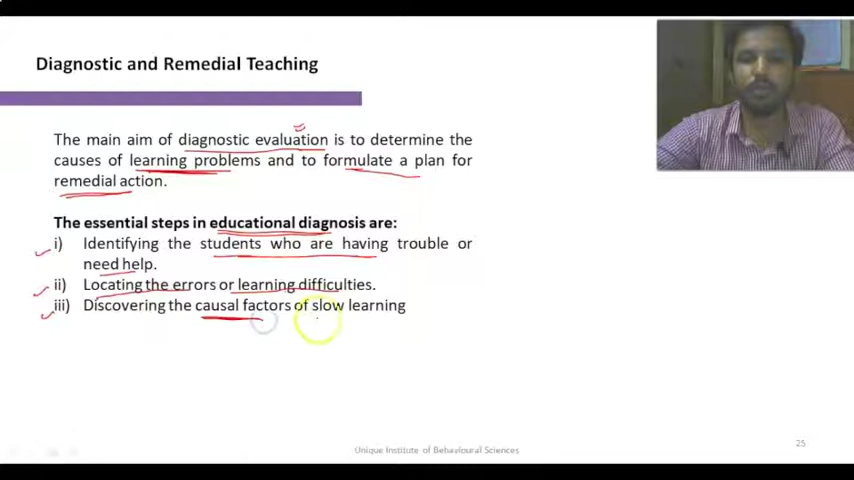 Diagnostic and Remedial Teaching
The main aim of diagnostic evaluation is to determine the
causes of learning problems and to formulate a plan for
remedial action.
The essential steps in educational diagnosis are:
i) Identifying the students who are having trouble or
need help.
ii) Locating the errors or learning difficulties.
iii) Discovering the causal factors of slow learning
Unique Institute of Behavioural Sciences
25